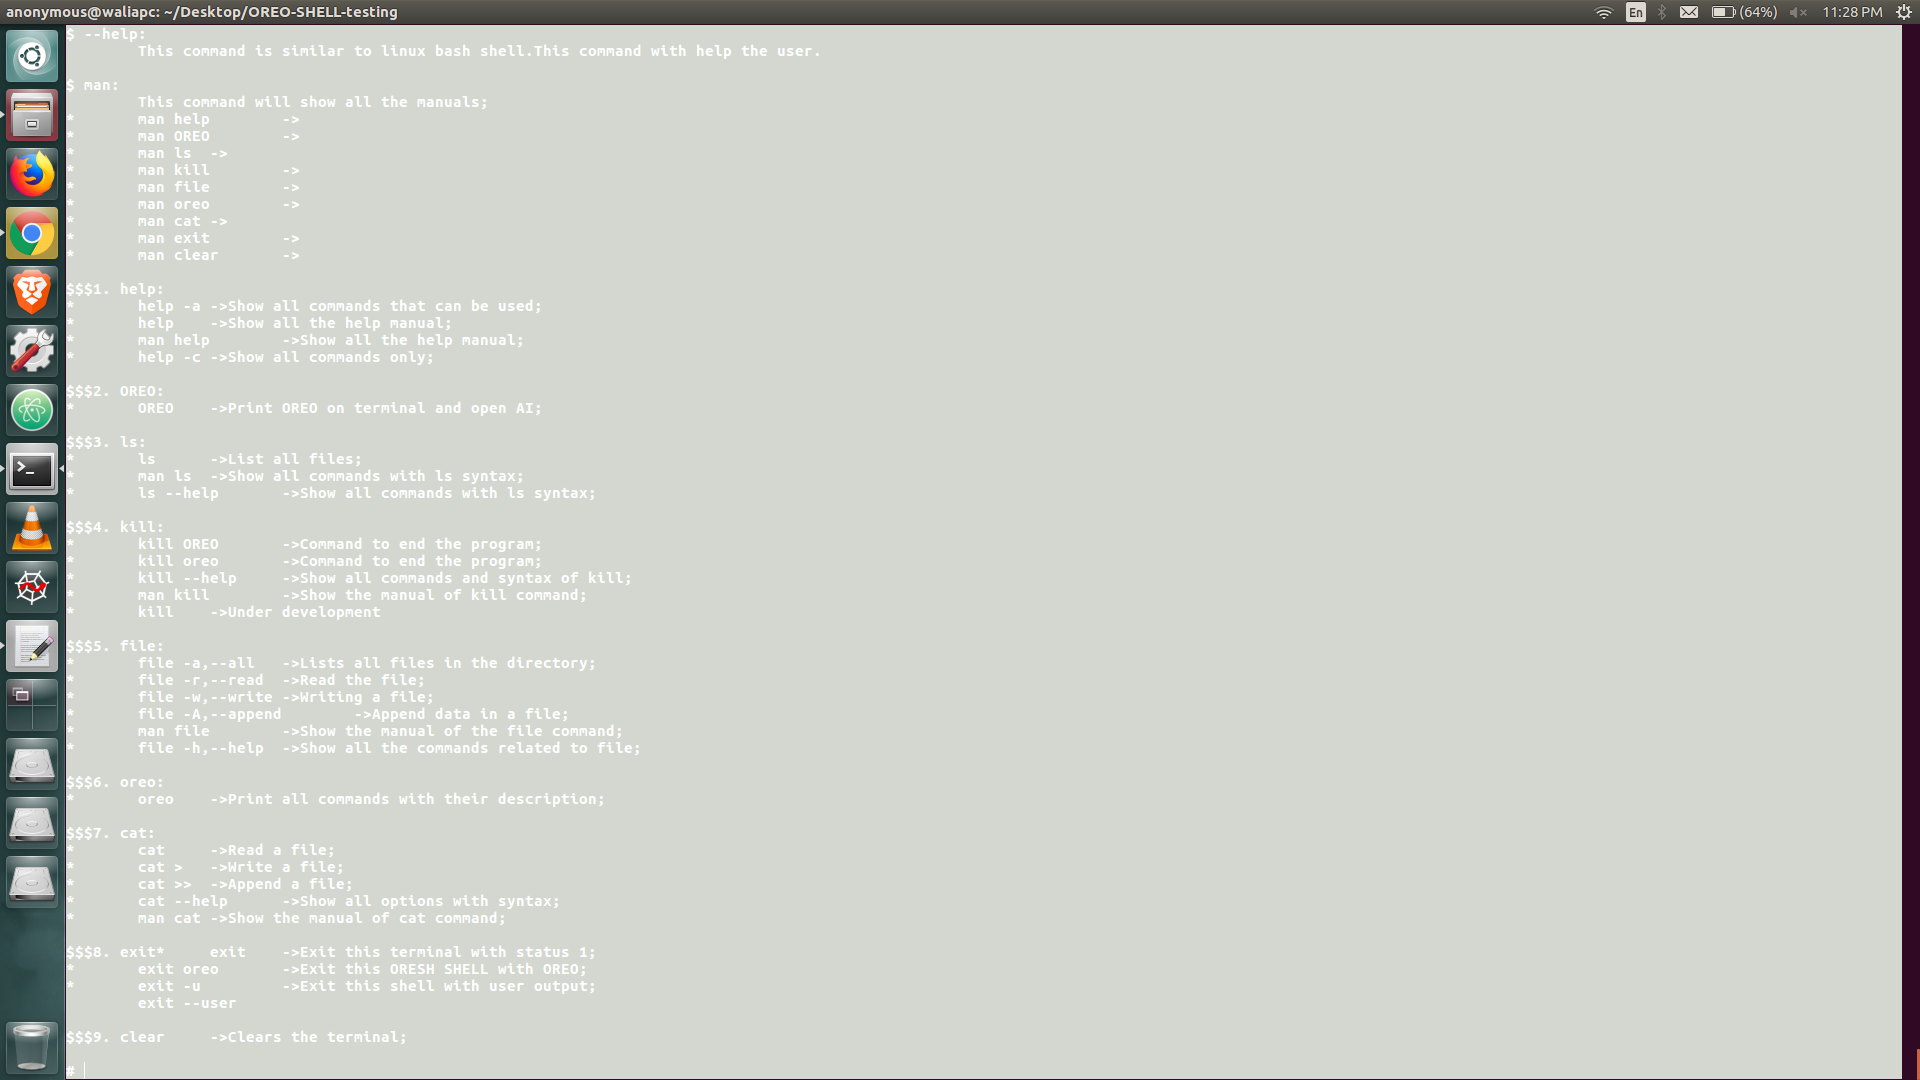 anonymous@waliapc: ~/Desktop/OREO-SHELL-testing
En
(64%)
11:28 PM
$ --help:
This command is similar to linux bash shell.This command with help the user.
$ man:
This command will show all the manuals;
* man help ->
* man OREO ->
* man ls ->
* man kill ->
* man file ->
* man oreo ->
* man cat ->
* man exit ->
* man clear ->
$$$1. help:
* help -a ->Show all commands that can be used;
* help ->Show all the help manual;
* man help ->Show all the help manual;
* help -c ->Show all commands only;
$$$2. OREO:
* OREO ->Print OREO on terminal and open AI;
$$$3. ls:
* ls ->List all files;
* man ls ->Show all commands with ls syntax;
* ls --help ->Show all commands with ls syntax;
$$$4. kill:
* kill OREO ->Command to end the program;
* kill oreo ->Command to end the program;
* kill --help ->Show all commands and syntax of kill;
* man kill ->Show the manual of kill command;
* kill ->Under development
$$$5. file:
* file -a,--all ->Lists all files in the directory;
* file -r,--read ->Read the file;
* file -w,--write ->Writing a file;
* file -A,--append ->Append data in a file;
* man file ->Show the manual of the file command;
* file -h,--help ->Show all the commands related to file;
$$$6. oreo:
* oreo ->Print all commands with their description;
$$$7. cat:
* cat ->Read a file;
* cat > ->Write a file;
* cat >> ->Append a file;
* cat --help ->Show all options with syntax;
* man cat ->Show the manual of cat command;
$$$8. exit* exit ->Exit this terminal with status 1;
* exit oreo ->Exit this ORESH SHELL with OREO;
* exit -u ->Exit this shell with user output;
exit --user
$$$9. clear ->Clears the terminal;
#